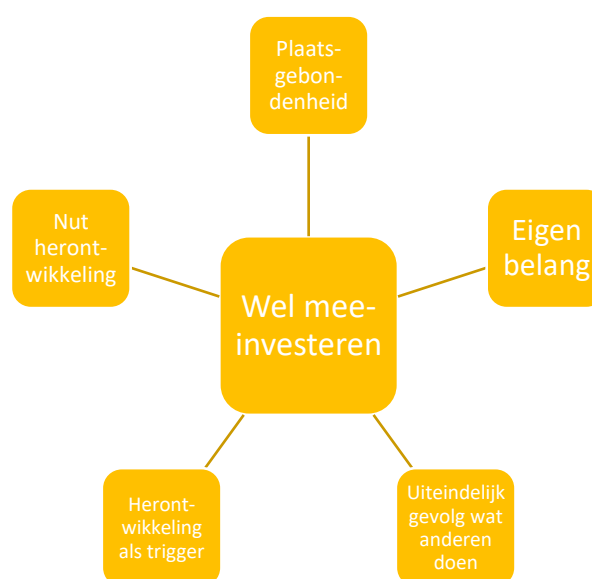 Plaats-
gebon-
denheid
Nut
heront-
wikkeling
Eigen
belang
Wel mee-
investeren
Heront-
wikkeling
als trigger
Uiteindelijk
gevolg wat
anderen
doen